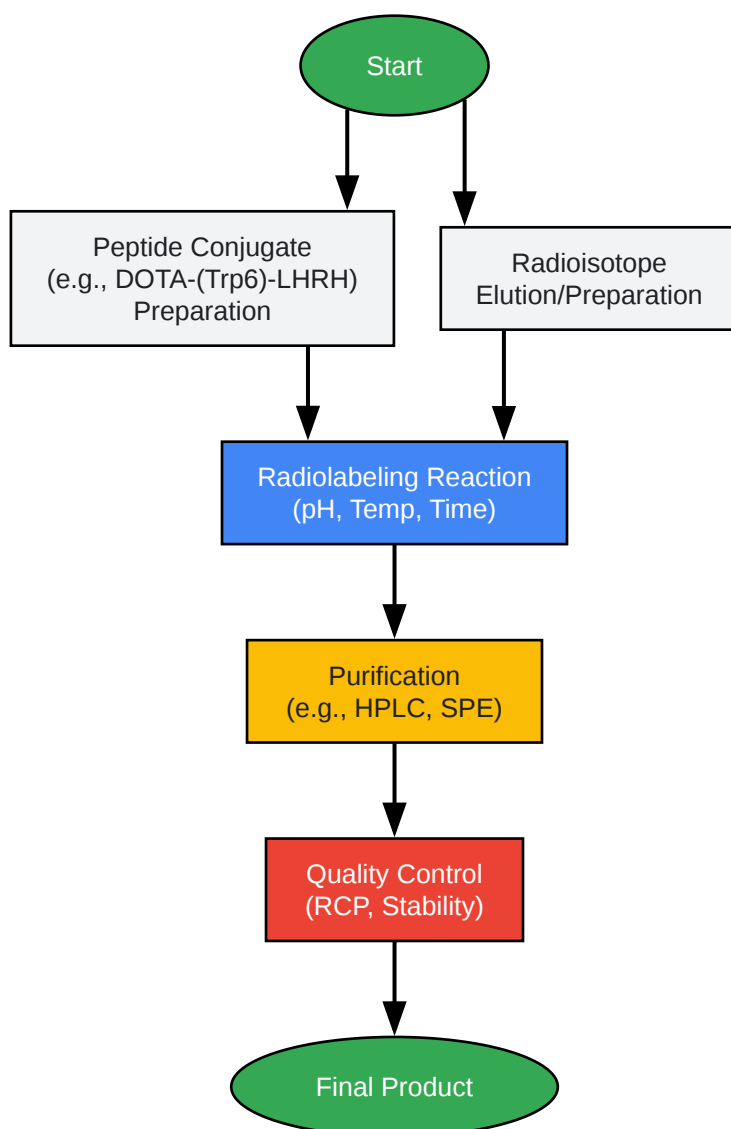 Start
Peptide Conjugate
(e.g., DOTA-(Trp6)-LHRH)
Preparation
Radioisotope
Elution/Preparation
Radiolabeling Reaction
(pH, Temp, Time)
Purification
(e.g., HPLC, SPE)
Quality Control
(RCP, Stability)
Final Product